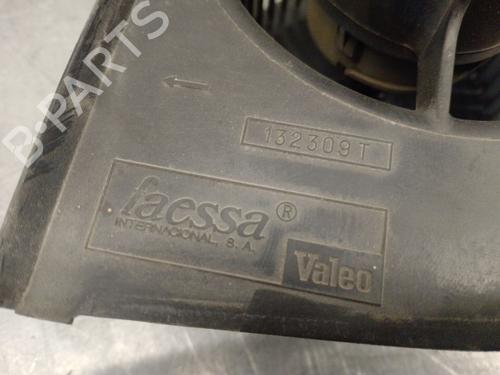 B-PARTS
132309T
faessa®
INTERNACIONAL, S. A.
Valeo